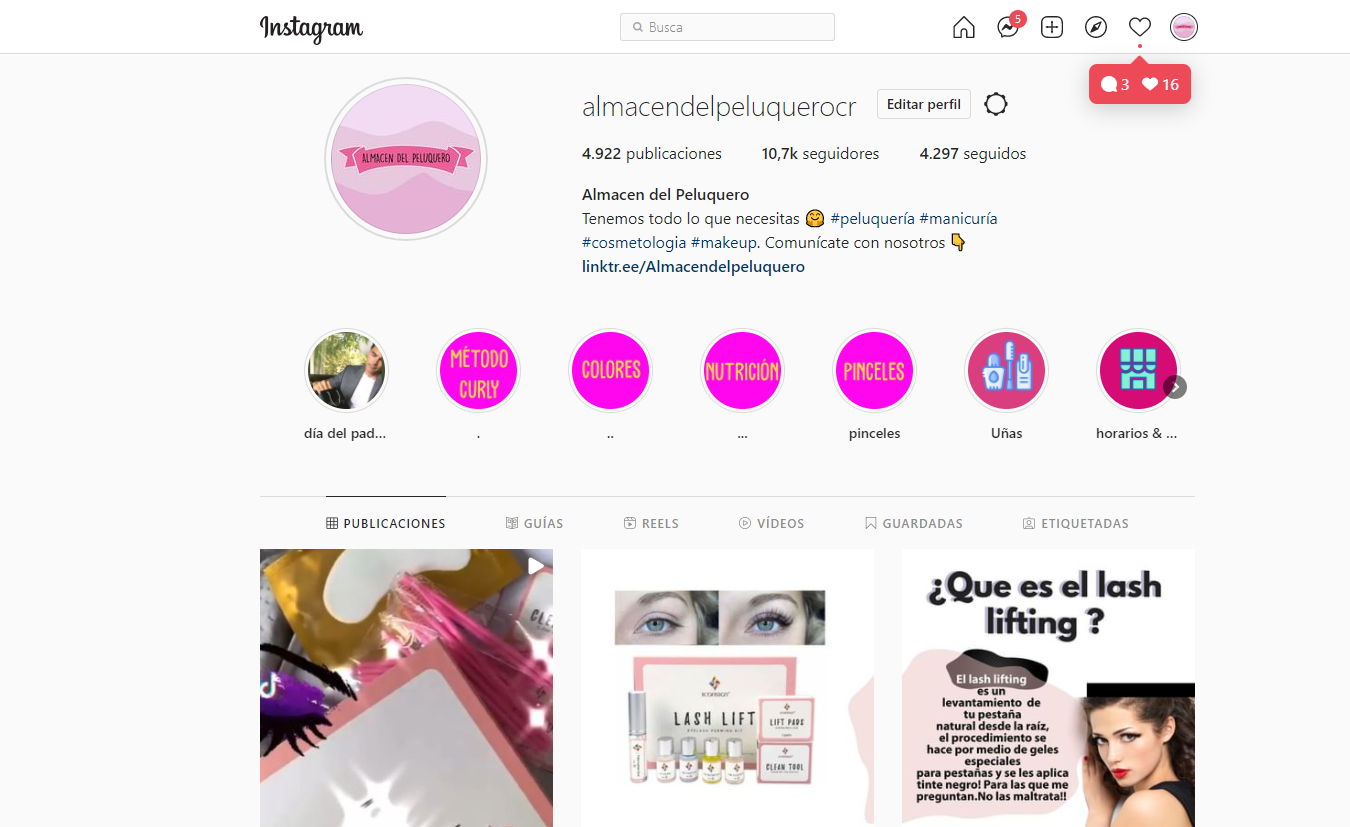 Instagram
Busca
5
3 16
almacendelpeluquerocr Editar perfil
4.922 publicaciones 10,7k seguidores 4.297 seguidos
ALMACEN DEL PELUQUERO
Almacen del Peluquero
Tenemos todo lo que necesitas 🤗 #peluquería #manicuría
#cosmetologia #makeup. Comunícate con nosotros 👇
linktr.ee/Almacendelpeluquero
MÉTODO
CURLY
COLORES
NUTRICIÓN
PINCELES
día del pad... . .. ... pinceles Uñas horarios & ...
PUBLICACIONES GUÍAS REELS VÍDEOS GUARDADAS ETIQUETADAS
ICONSIGN
LASH LIFT
EYELASH PERMING KIT
LIFT PADS
CLEAN TOOL
¿Que es el lash
lifting ?
El lash lifting
es un
levantamiento de
tu pestaña
natural desde la raíz,
el procedimiento se
hace por medio de geles
especiales
para pestañas y se les aplica
tinte negro! Para las que me
preguntan.No las maltrata!!